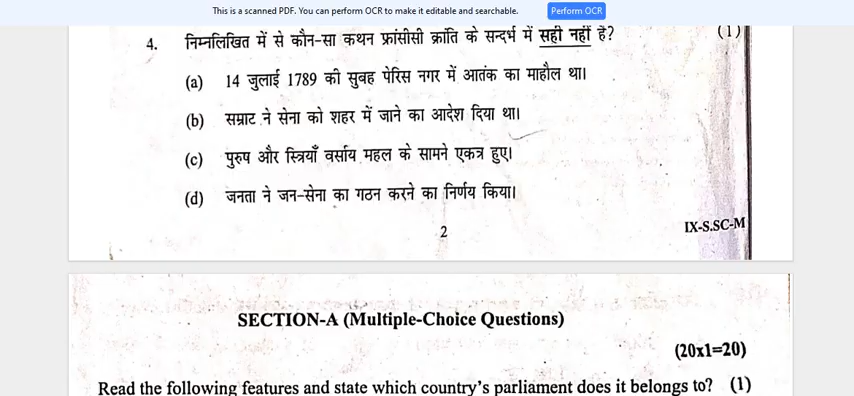 This is a scanned PDF. You can perform OCR to make it editable and searchable. Perform OCR
4. निम्नलिखित में से कौन-सा कथन फ्रांसीसी क्रांति के सन्दर्भ में सही नहीं है? (1)
(a) 14 जुलाई 1789 की सुबह पेरिस नगर में आतंक का माहौल था।
(b) सम्राट ने सेना को शहर में जाने का आदेश दिया था।
(c) पुरुष और स्त्रियाँ वर्साय महल के सामने एकत्र हुए।
(d) जनता ने जन-सेना का गठन करने का निर्णय किया।
2 IX-S.SC-M
SECTION-A (Multiple-Choice Questions)
(20x1=20)
Read the following features and state which country's parliament does it belongs to? (1)